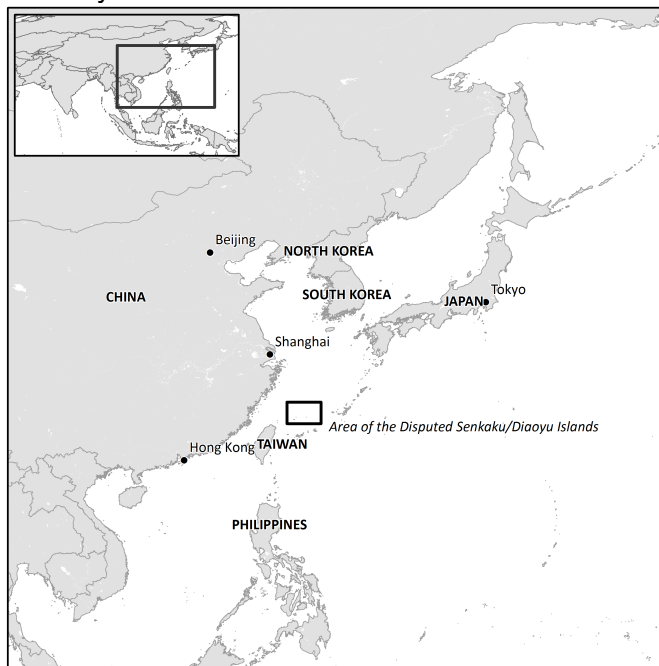 Beijing
NORTH KOREA
CHINA
SOUTH KOREA
JAPAN
Tokyo
Shanghai
Area of the Disputed Senkaku/Diaoyu Islands
Hong Kong
TAIWAN
PHILIPPINES